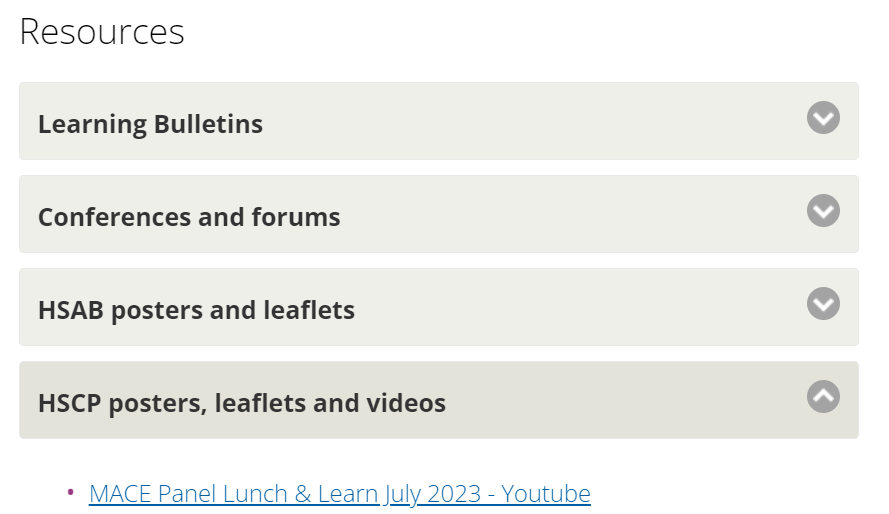 Resources
Learning Bulletins
Conferences and forums
HSAB posters and leaflets
HSCP posters, leaflets and videos
• MACE Panel Lunch & Learn July 2023 - Youtube